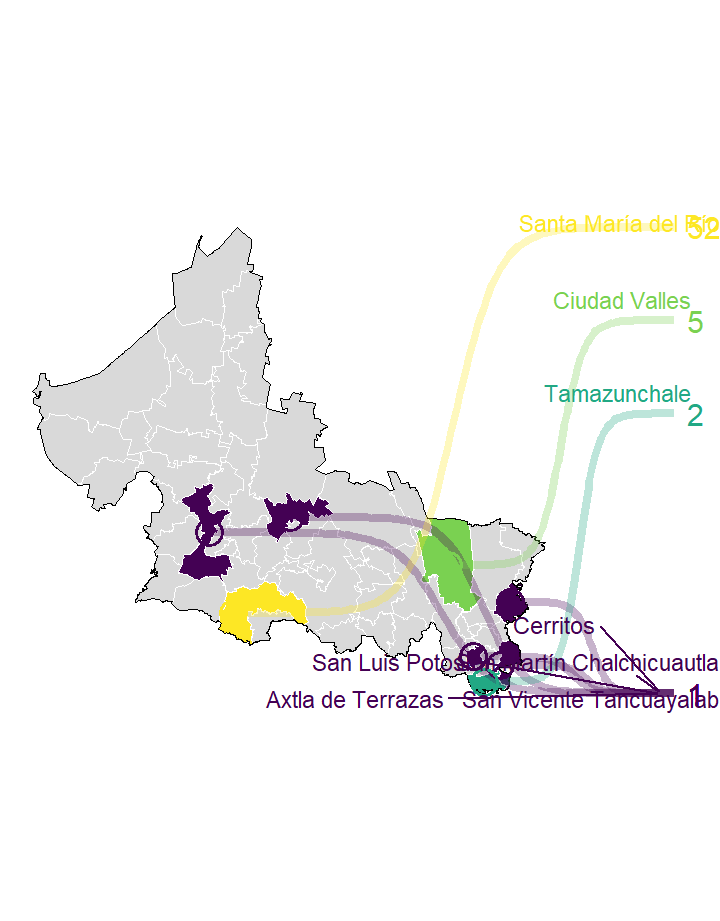 Santa María del Río
52
Ciudad Valles
5
Tamazunchale
2
Cerritos
San Luis Potosí
San Martín Chalchicuautla
Axtla de Terrazas
San Vicente Tancuayalab
1